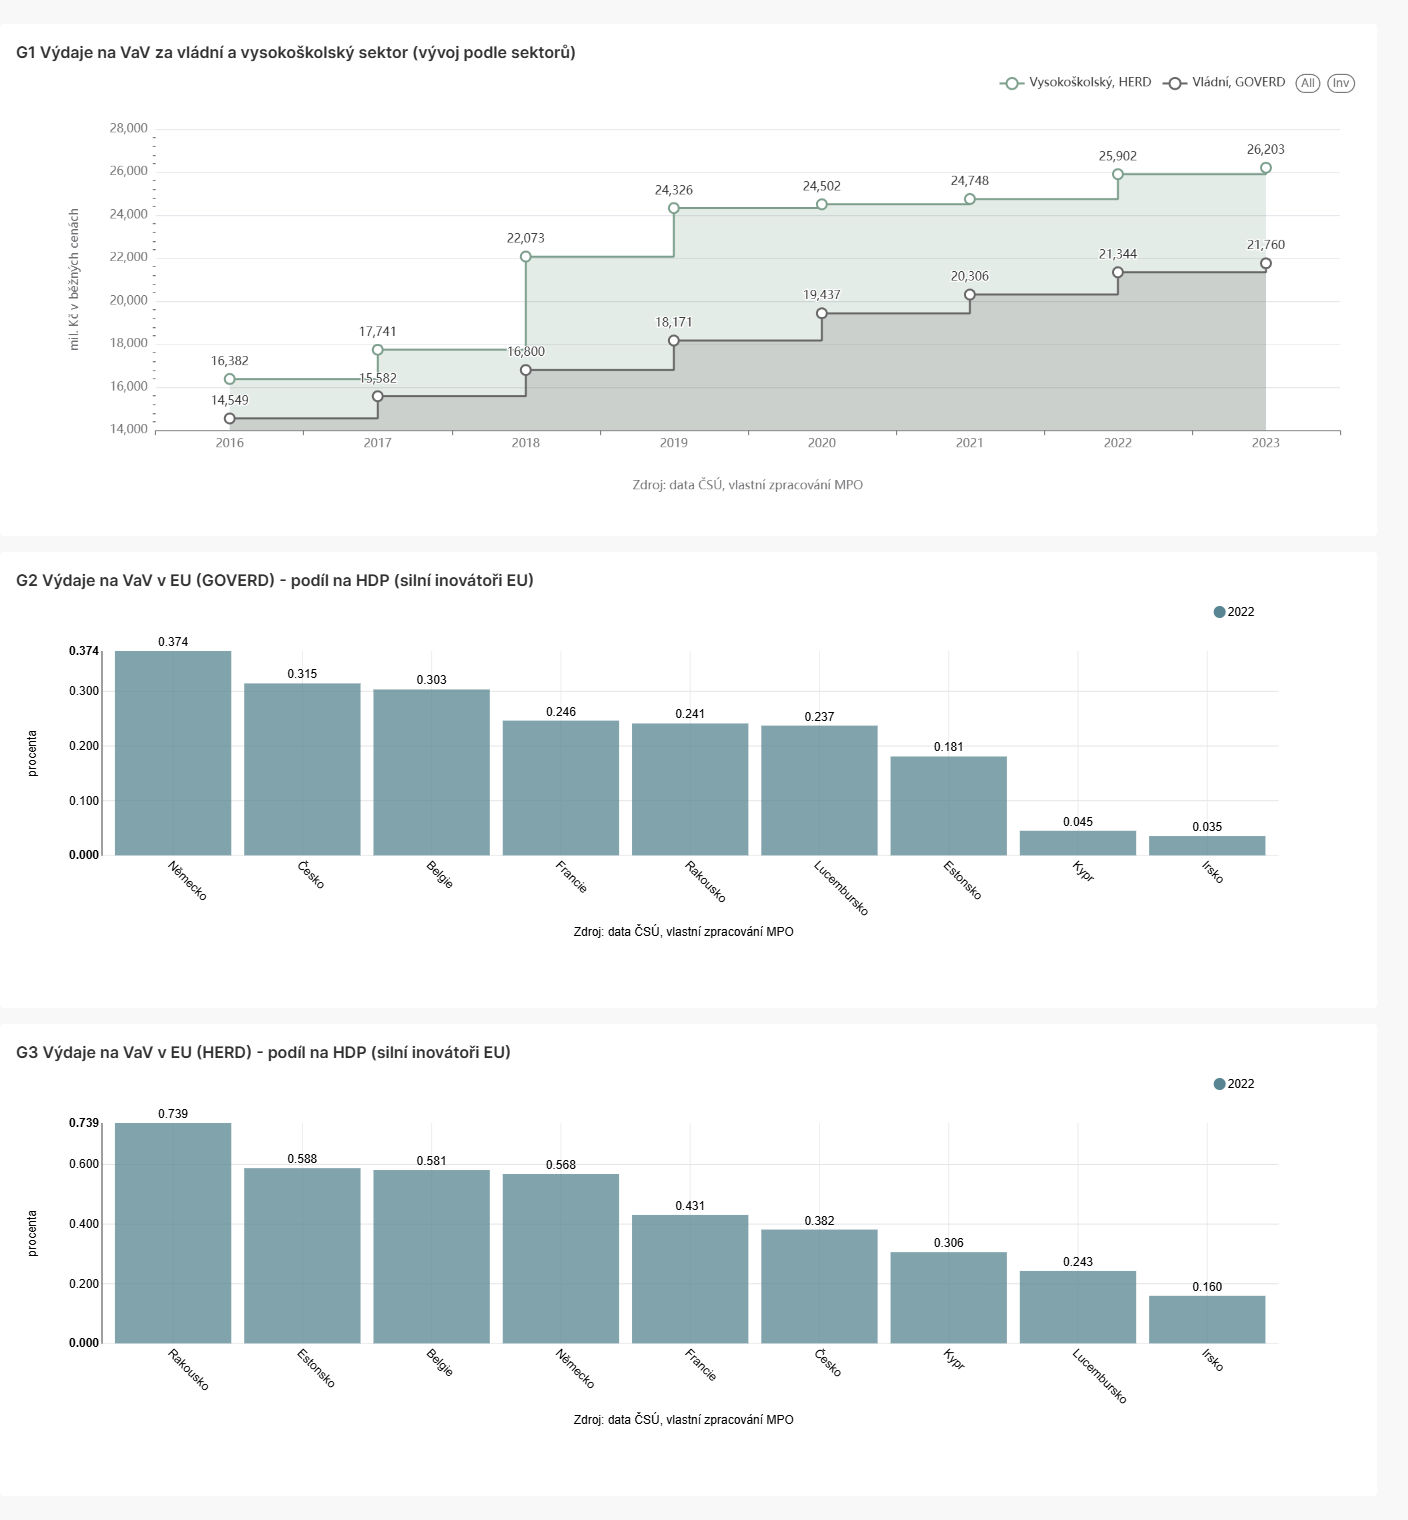 G1 Výdaje na VaV za vládní a vysokoškolský sektor (vývoj podle sektorů)
Vysokoškolský, HERD Vládní, GOVERD All Inv
mil. Kč v běžných cenách
28,000
26,000
24,000
22,000
20,000
18,000
16,000
14,000
16,382
17,741
22,073
24,326
24,502
24,748
25,902
26,203
14,549
15,582
16,800
18,171
19,437
20,306
21,344
21,760
2016 2017 2018 2019 2020 2021 2022 2023
Zdroj: data ČSÚ, vlastní zpracování MPO
G2 Výdaje na VaV v EU (GOVERD) - podíl na HDP (silní inovátoři EU)
2022
procenta
0.374
0.300
0.200
0.100
0.000
0.374 0.315 0.303 0.246 0.241 0.237 0.181 0.045 0.035
Německo Česko Belgie Francie Rakousko Lucembursko Estonsko Kypr Irsko
Zdroj: data ČSÚ, vlastní zpracování MPO
G3 Výdaje na VaV v EU (HERD) - podíl na HDP (silní inovátoři EU)
2022
procenta
0.739
0.600
0.400
0.200
0.000
0.739 0.588 0.581 0.568 0.431 0.382 0.306 0.243 0.160
Rakousko Estonsko Belgie Německo Francie Česko Kypr Lucembursko Irsko
Zdroj: data ČSÚ, vlastní zpracování MPO